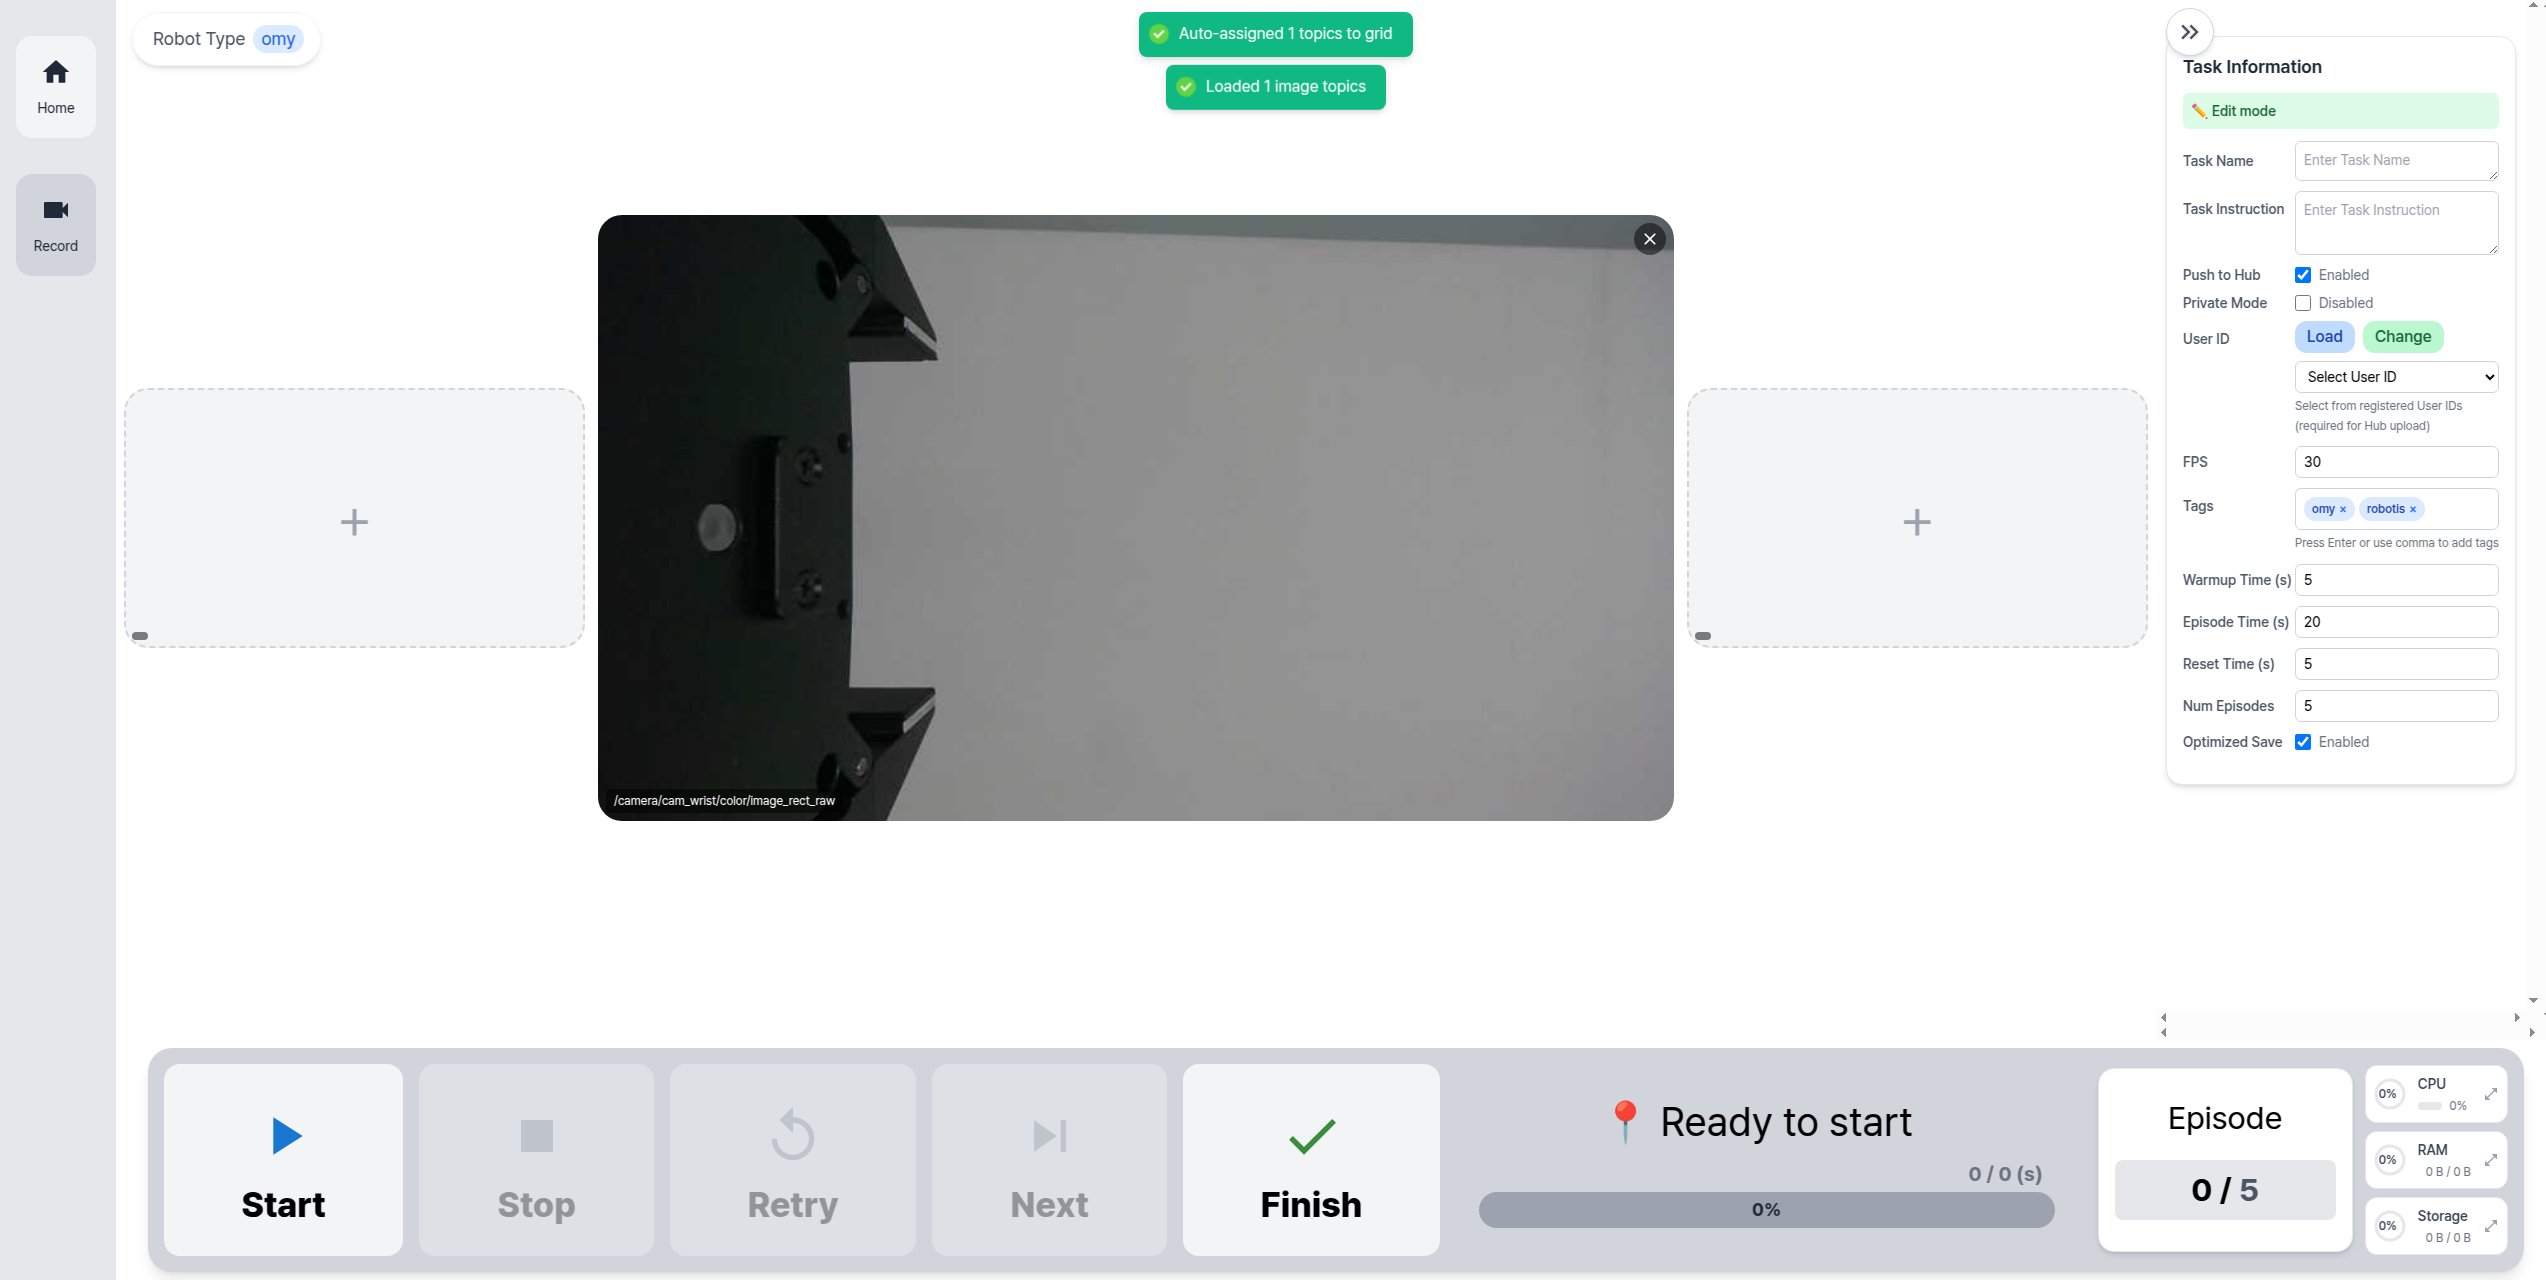 Robot Type omy
Auto-assigned 1 topics to grid
Loaded 1 image topics
Home
Record
/camera/cam_wrist/color/image_rect_raw
Task Information
Edit mode
Task Name Enter Task Name
Task Instruction Enter Task Instruction
Push to Hub Enabled
Private Mode Disabled
User ID Load Change
Select User ID
Select from registered User IDs
(required for Hub upload)
FPS 30
Tags omy × robotis ×
Press Enter or use comma to add tags
Warmup Time (s) 5
Episode Time (s) 20
Reset Time (s) 5
Num Episodes 5
Optimized Save Enabled
Start
Stop
Retry
Next
Finish
Ready to start
0 / 0 (s)
0%
Episode
0 / 5
0% CPU
0%
0% RAM
0 B / 0 B
0% Storage
0 B / 0 B